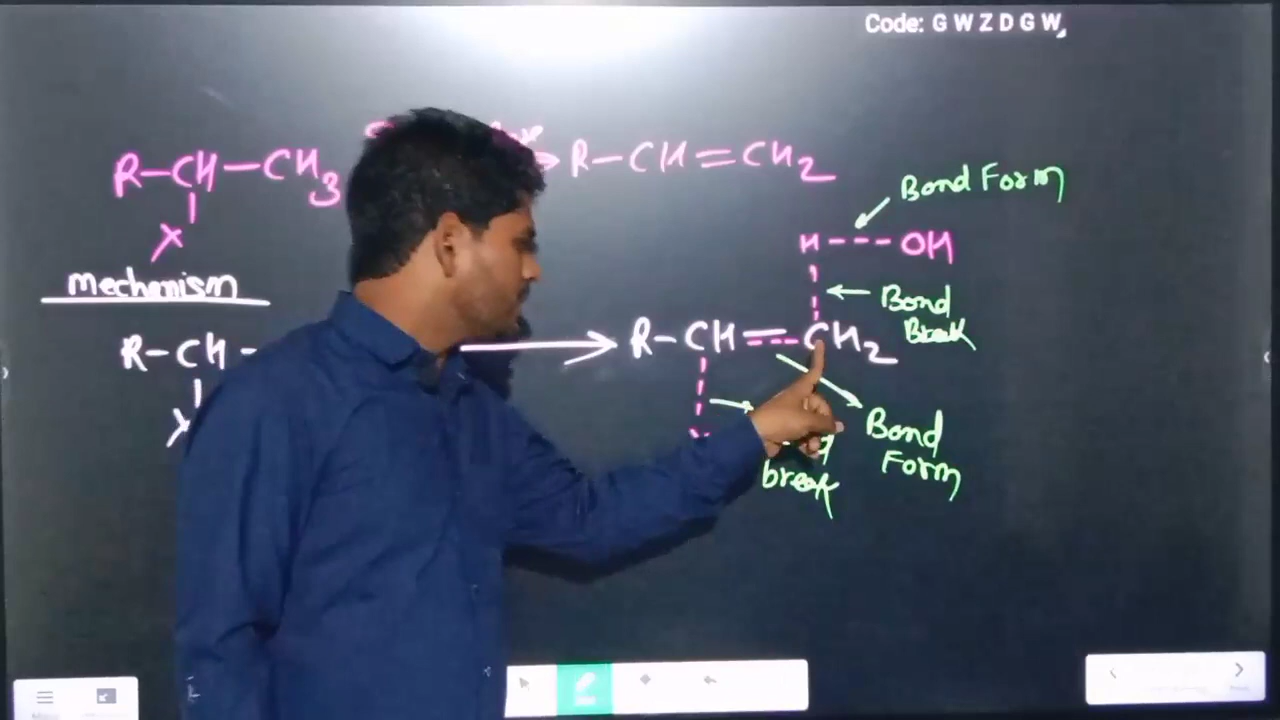 Code: G W Z D G W
R-CH-CH3
X
R-CH=CH2
Bond Form
H---OH
mechanism
Bond
Break
R-CH-
X
R-CH=CH2
Bond
Form
break